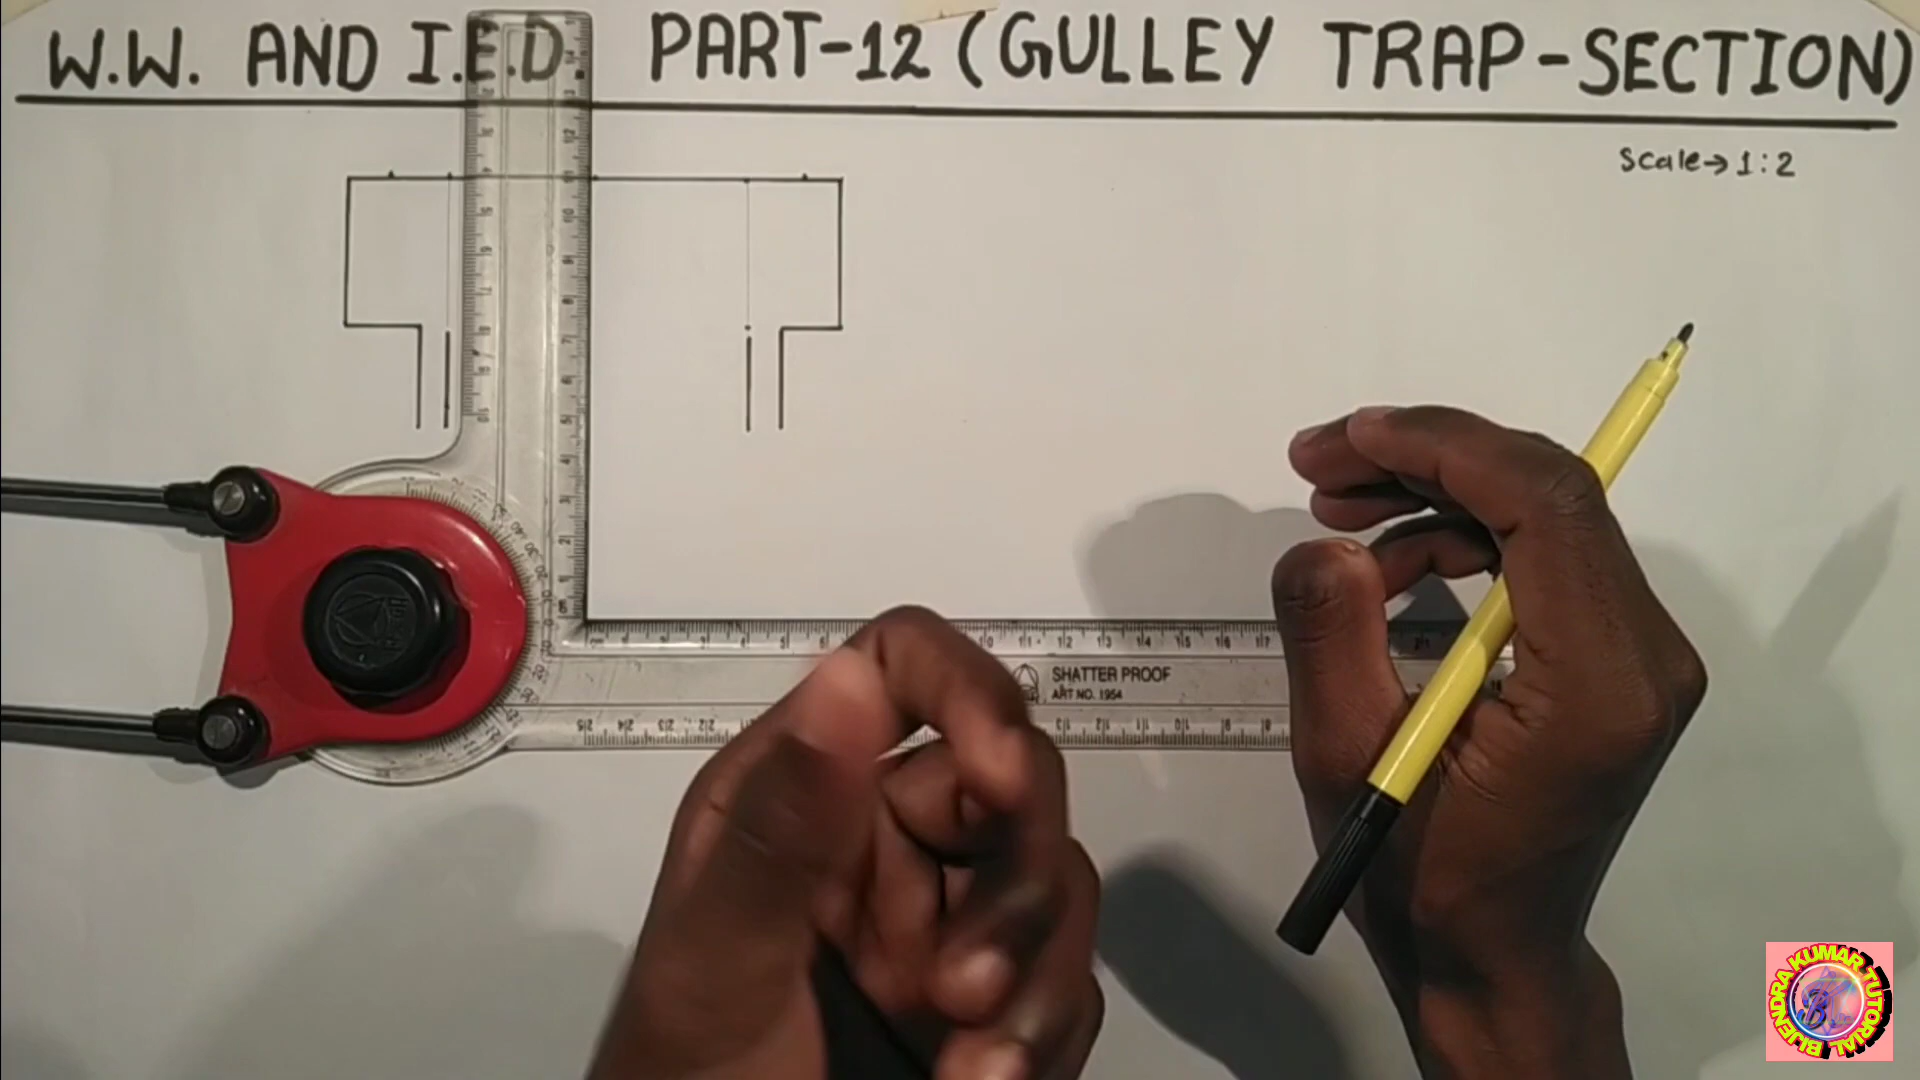 W.W. AND I.E.D. PART-12 (GULLEY TRAP-SECTION)
Scale→1:2
SHATTER PROOF
ART NO. 1954
BIJENDRA KUMAR TUTORIAL